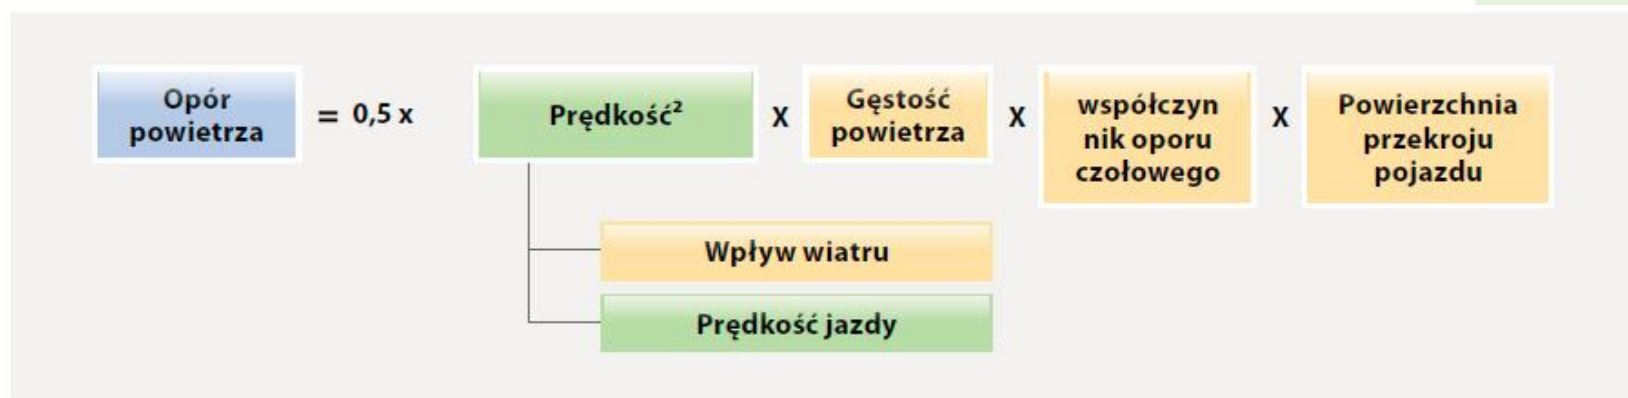 Opór
powietrza
= 0,5 x
Prędkość²
X
Gęstość
powietrza
X
współczyn
nik oporu
czołowego
X
Powierzchnia
przekroju
pojazdu
Wpływ wiatru
Prędkość jazdy